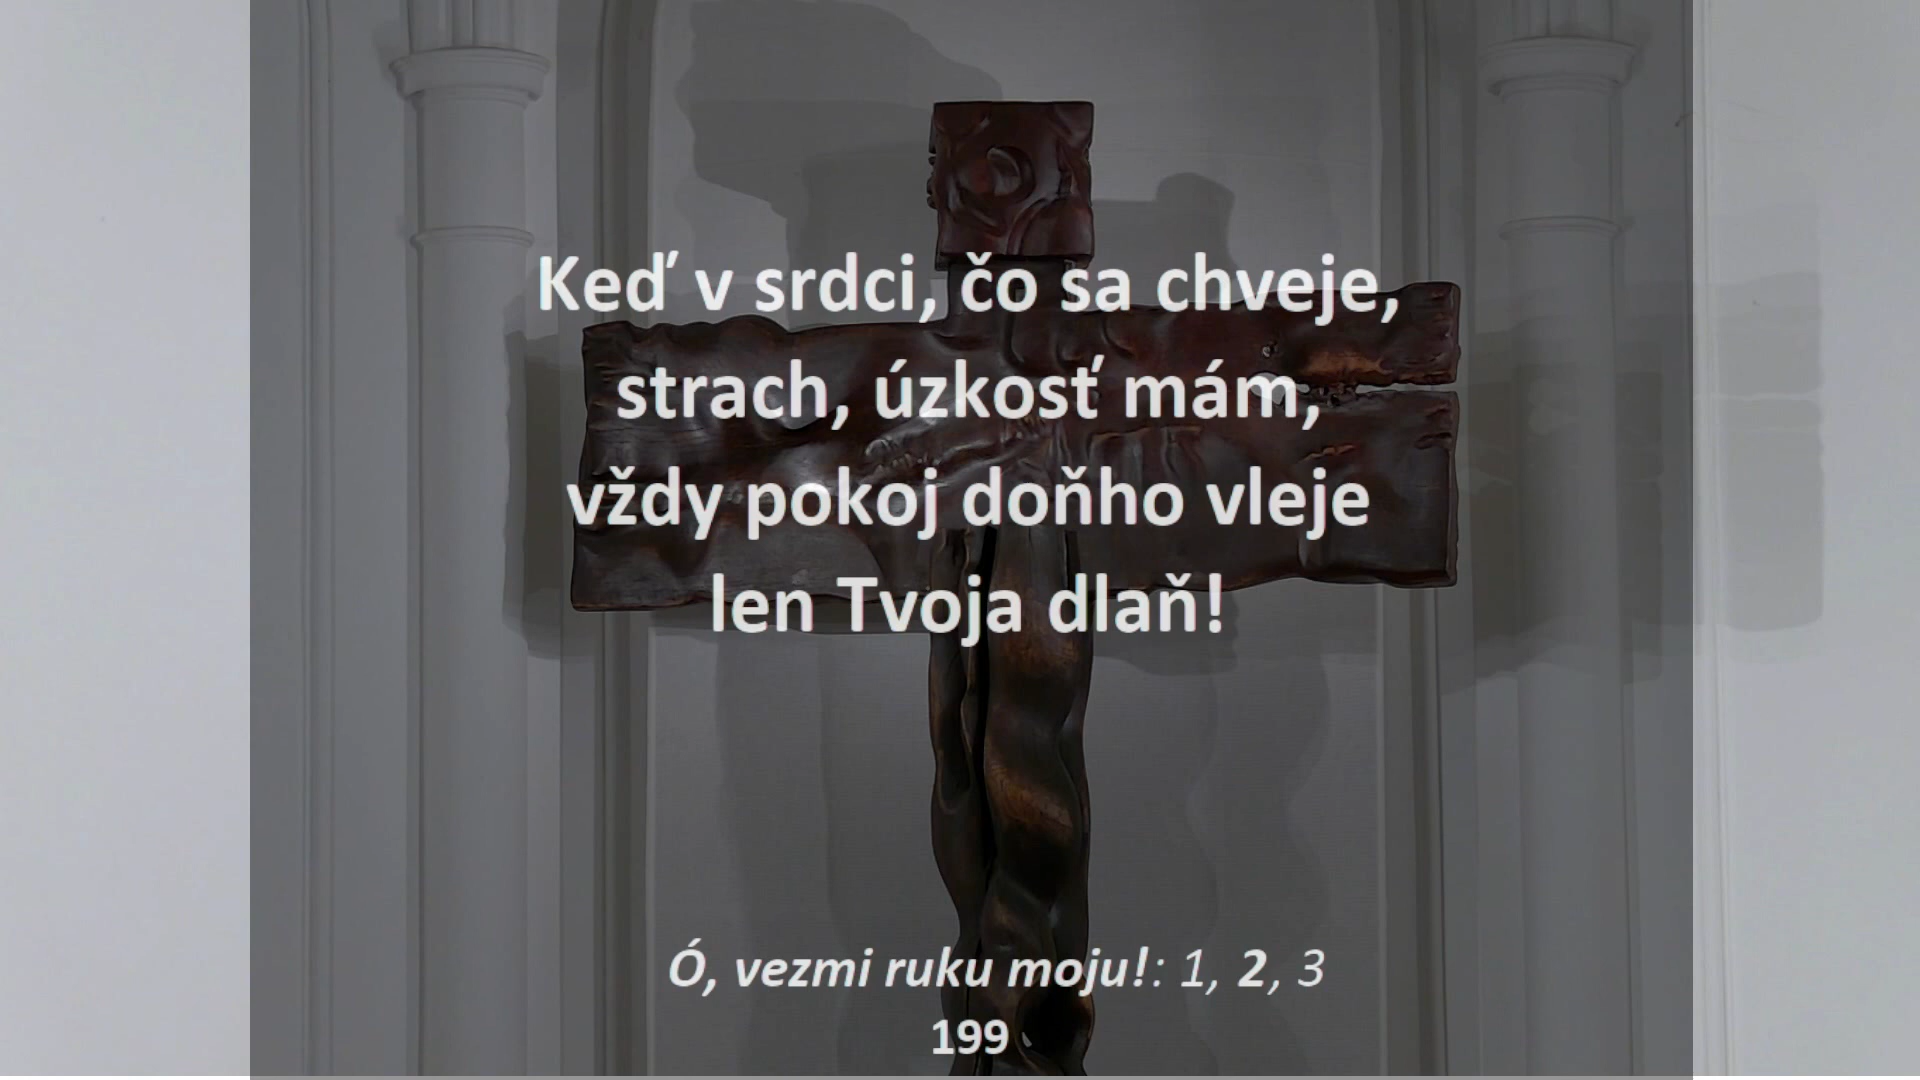 Keď v srdci, čo sa chveje,
strach, úzkosť mám,
vždy pokoj doňho vleje
len Tvoja dlaň!
Ó, vezmi ruku moju!: 1, 2, 3
199